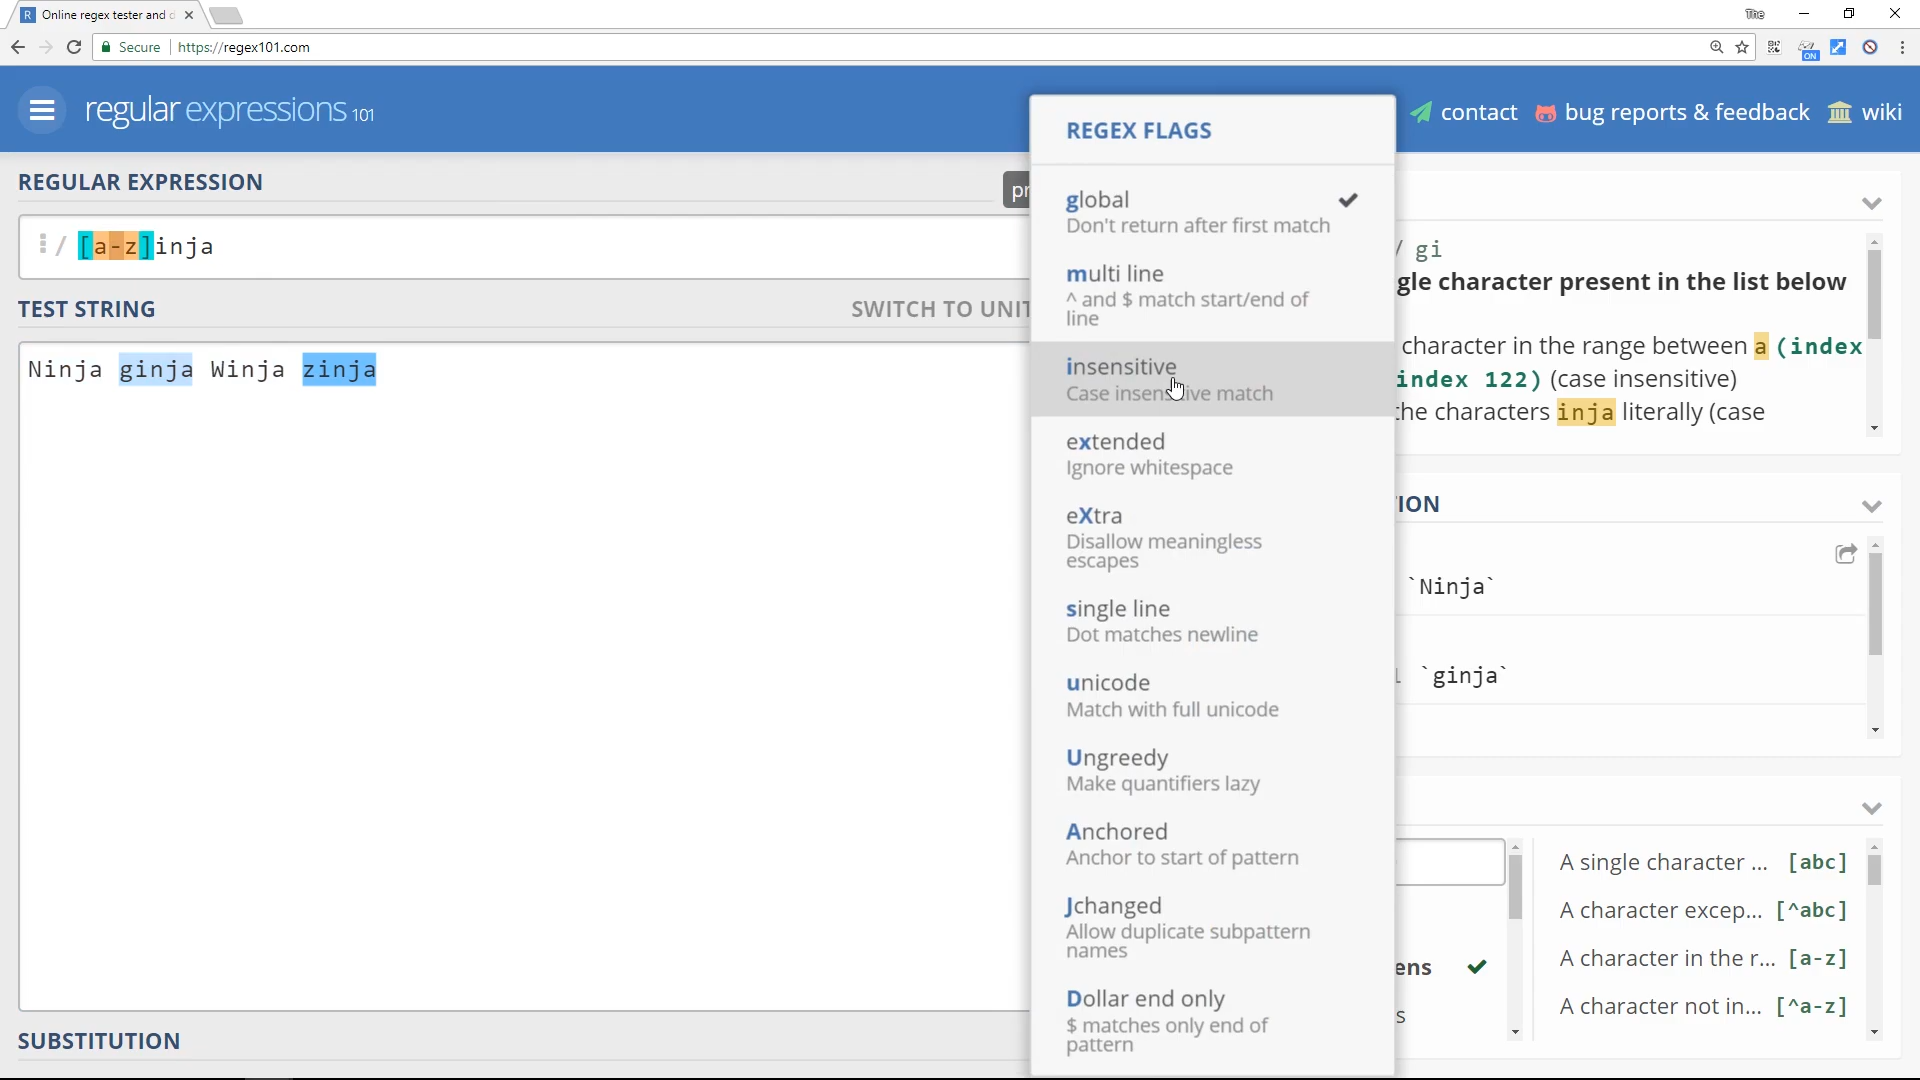 Online regex tester and d
The
Secure
https://regex101.com
ON
regular expressions 101
contact
bug reports & feedback
wiki
REGULAR EXPRESSION
pr
/ [a-z]inja
TEST STRING
SWITCH TO UNIT
Ninja ginja Winja zinja
SUBSTITUTION
REGEX FLAGS
global
Don't return after first match
multi line
^ and $ match start/end of
line
insensitive
Case insensitive match
extended
Ignore whitespace
eXtra
Disallow meaningless
escapes
single line
Dot matches newline
unicode
Match with full unicode
Ungreedy
Make quantifiers lazy
Anchored
Anchor to start of pattern
Jchanged
Allow duplicate subpattern
names
Dollar end only
$ matches only end of
pattern
/ gi
gle character present in the list below
character in the range between a (index
index 122) (case insensitive)
the characters inja literally (case
ION
`Ninja`
`ginja`
ens
s
A single character ... [abc]
A character excep... [^abc]
A character in the r... [a-z]
A character not in... [^a-z]